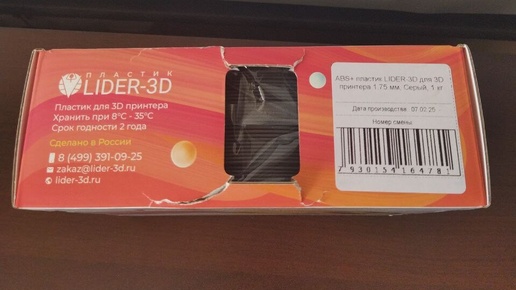 ПЛАСТИК
LIDER-3D
Пластик для 3D принтера
Хранить при 8°C - 35°C
Срок годности 2 года
Сделано в России
8 (499) 391-09-25
zakaz@lider-3d.ru
lider-3d.ru
ABS+ пластик LIDER-3D для 3D
принтера 1.75 мм, Серый, 1 кг
Дата производства: 07.00.25
Номер смены:
7930154164781